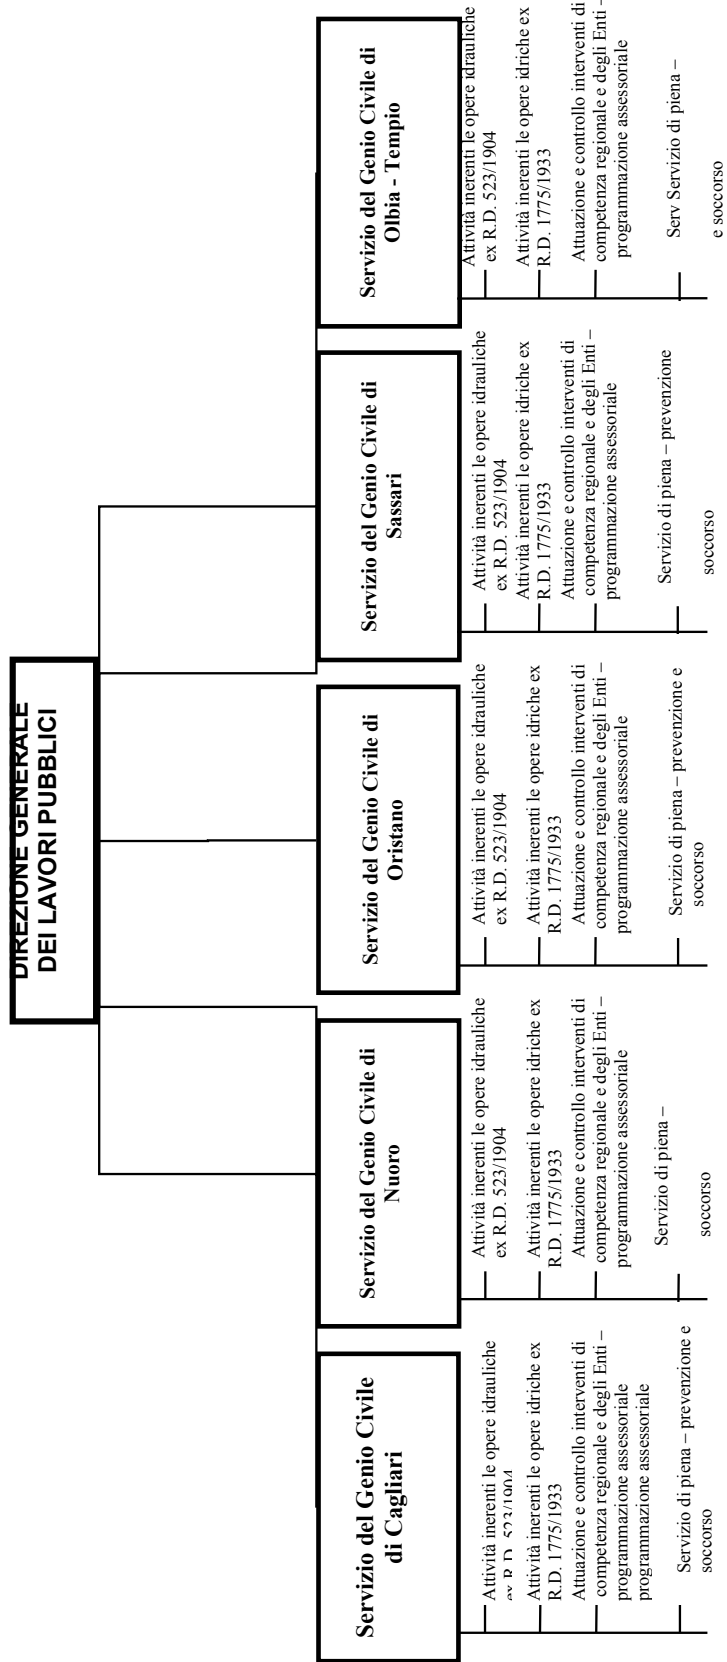 DIREZIONE GENERALE
DEI LAVORI PUBBLICI
Servizio del Genio Civile
di Cagliari
Attività inerenti le opere idrauliche
ex R.D. 523/1904
Attività inerenti le opere idriche ex
R.D. 1775/1933
Attuazione e controllo interventi di
competenza regionale e degli Enti –
programmazione assessoriale
programmazione assessoriale
Servizio di piena – prevenzione e
soccorso
Servizio del Genio Civile di
Nuoro
Attività inerenti le opere idrauliche
ex R.D. 523/1904
Attività inerenti le opere idriche ex
R.D. 1775/1933
Attuazione e controllo interventi di
competenza regionale e degli Enti –
programmazione assessoriale
Servizio di piena –
soccorso
Servizio del Genio Civile di
Oristano
Attività inerenti le opere idrauliche
ex R.D. 523/1904
Attività inerenti le opere idriche ex
R.D. 1775/1933
Attuazione e controllo interventi di
competenza regionale e degli Enti –
programmazione assessoriale
Servizio di piena – prevenzione e
soccorso
Servizio del Genio Civile di
Sassari
Attività inerenti le opere idrauliche
ex R.D. 523/1904
Attività inerenti le opere idriche ex
R.D. 1775/1933
Attuazione e controllo interventi di
competenza regionale e degli Enti –
programmazione assessoriale
Servizio di piena – prevenzione
soccorso
Servizio del Genio Civile di
Olbia - Tempio
Attività inerenti le opere idrauliche
ex R.D. 523/1904
Attività inerenti le opere idriche ex
R.D. 1775/1933
Attuazione e controllo interventi di
competenza regionale e degli Enti –
programmazione assessoriale
Serv Servizio di piena –
e soccorso